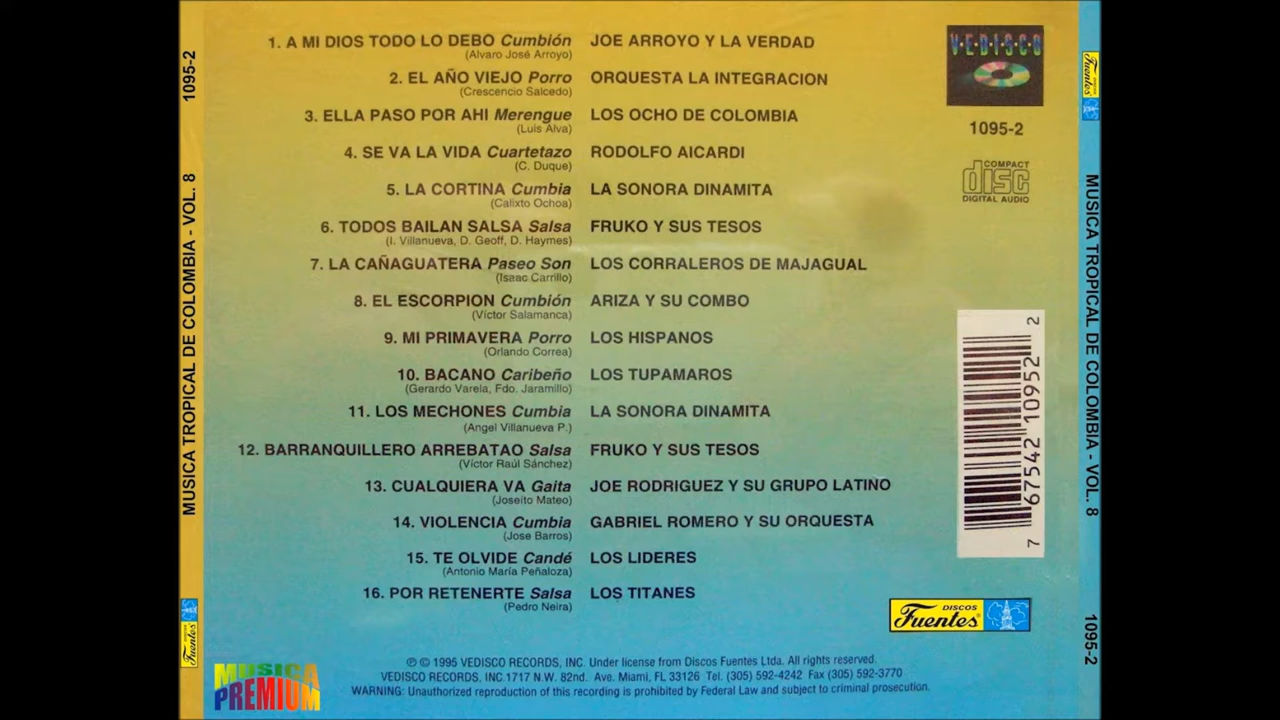 1. A MI DIOS TODO LO DEBO Cumbión JOE ARROYO Y LA VERDAD
(Alvaro José Arroyo)
2. EL AÑO VIEJO Porro ORQUESTA LA INTEGRACION
(Crescencio Salcedo)
3. ELLA PASO POR AHI Merengue LOS OCHO DE COLOMBIA
(Luis Alva)
4. SE VA LA VIDA Cuartetazo RODOLFO AICARDI
(C. Duque)
5. LA CORTINA Cumbia LA SONORA DINAMITA
(Calixto Ochoa)
6. TODOS BAILAN SALSA Salsa FRUKO Y SUS TESOS
(I. Villanueva, D. Geoff, D. Haymes)
7. LA CAÑAGUATERA Paseo Son LOS CORRALEROS DE MAJAGUAL
(Isaac Carrillo)
8. EL ESCORPION Cumbión ARIZA Y SU COMBO
(Víctor Salamanca)
9. MI PRIMAVERA Porro LOS HISPANOS
(Orlando Correa)
10. BACANO Caribeño LOS TUPAMAROS
(Gerardo Varela, Fdo. Jaramillo)
11. LOS MECHONES Cumbia LA SONORA DINAMITA
(Angel Villanueva P.)
12. BARRANQUILLERO ARREBATAO Salsa FRUKO Y SUS TESOS
(Víctor Raúl Sánchez)
13. CUALQUIERA VA Gaita JOE RODRIGUEZ Y SU GRUPO LATINO
(Joseito Mateo)
14. VIOLENCIA Cumbia GABRIEL ROMERO Y SU ORQUESTA
(Jose Barros)
15. TE OLVIDE Candé LOS LIDERES
(Antonio María Peñaloza)
16. POR RETENERTE Salsa LOS TITANES
(Pedro Neira)
VEDISCO
1095-2
COMPACT
disc
DIGITAL AUDIO
7 67542 10952 2
DISCOS
Fuentes
MUSICA
PREMIUM
℗ © 1995 VEDISCO RECORDS, INC. Under license from Discos Fuentes Ltda. All rights reserved.
VEDISCO RECORDS, INC.1717 N.W. 82nd. Ave. Miami, FL 33126 Tel. (305) 592-4242 Fax (305) 592-3770
WARNING: Unauthorized reproduction of this recording is prohibited by Federal Law and subject to criminal prosecution.
1095-2
MUSICA TROPICAL DE COLOMBIA - VOL. 8
DISCOS
Fuentes
DISCOS
Fuentes
MUSICA TROPICAL DE COLOMBIA - VOL. 8
1095-2